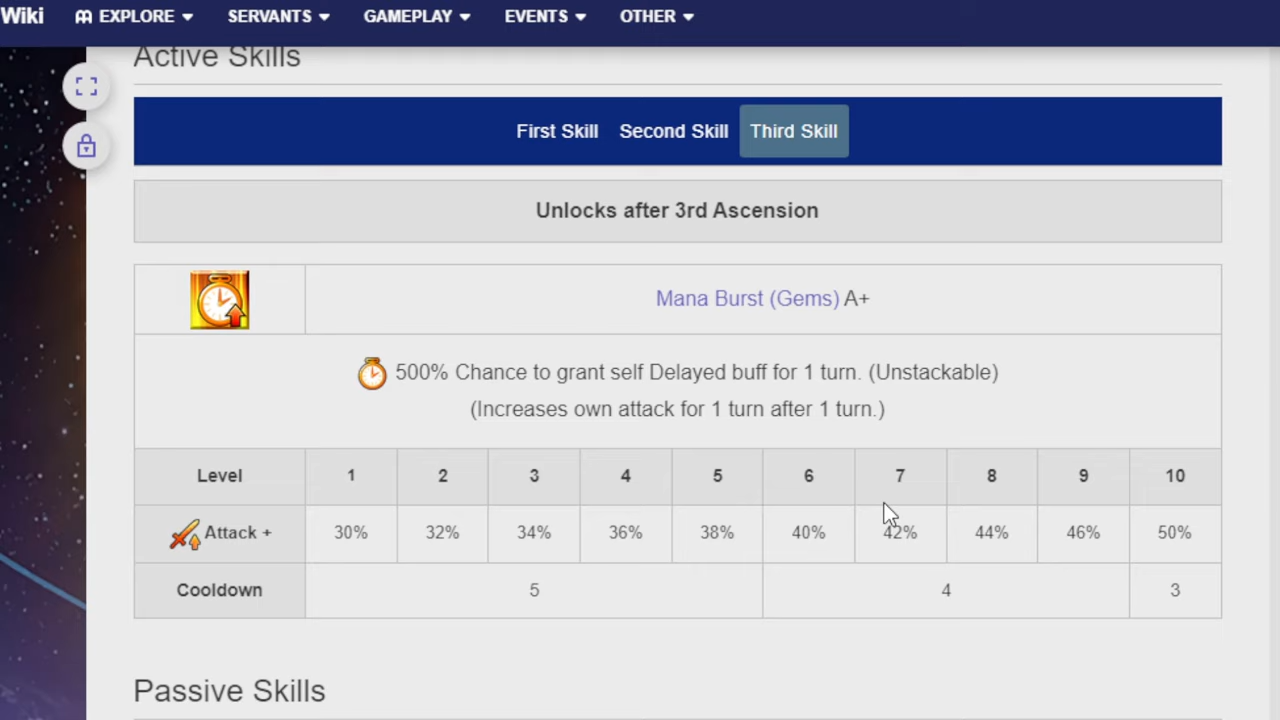 Wiki EXPLORE SERVANTS GAMEPLAY EVENTS OTHER
Active Skills
First Skill Second Skill Third Skill
Unlocks after 3rd Ascension
Mana Burst (Gems) A+
500% Chance to grant self Delayed buff for 1 turn. (Unstackable)
(Increases own attack for 1 turn after 1 turn.)
Level 1 2 3 4 5 6 7 8 9 10
Attack + 30% 32% 34% 36% 38% 40% 42% 44% 46% 50%
Cooldown 5 4 3
Passive Skills